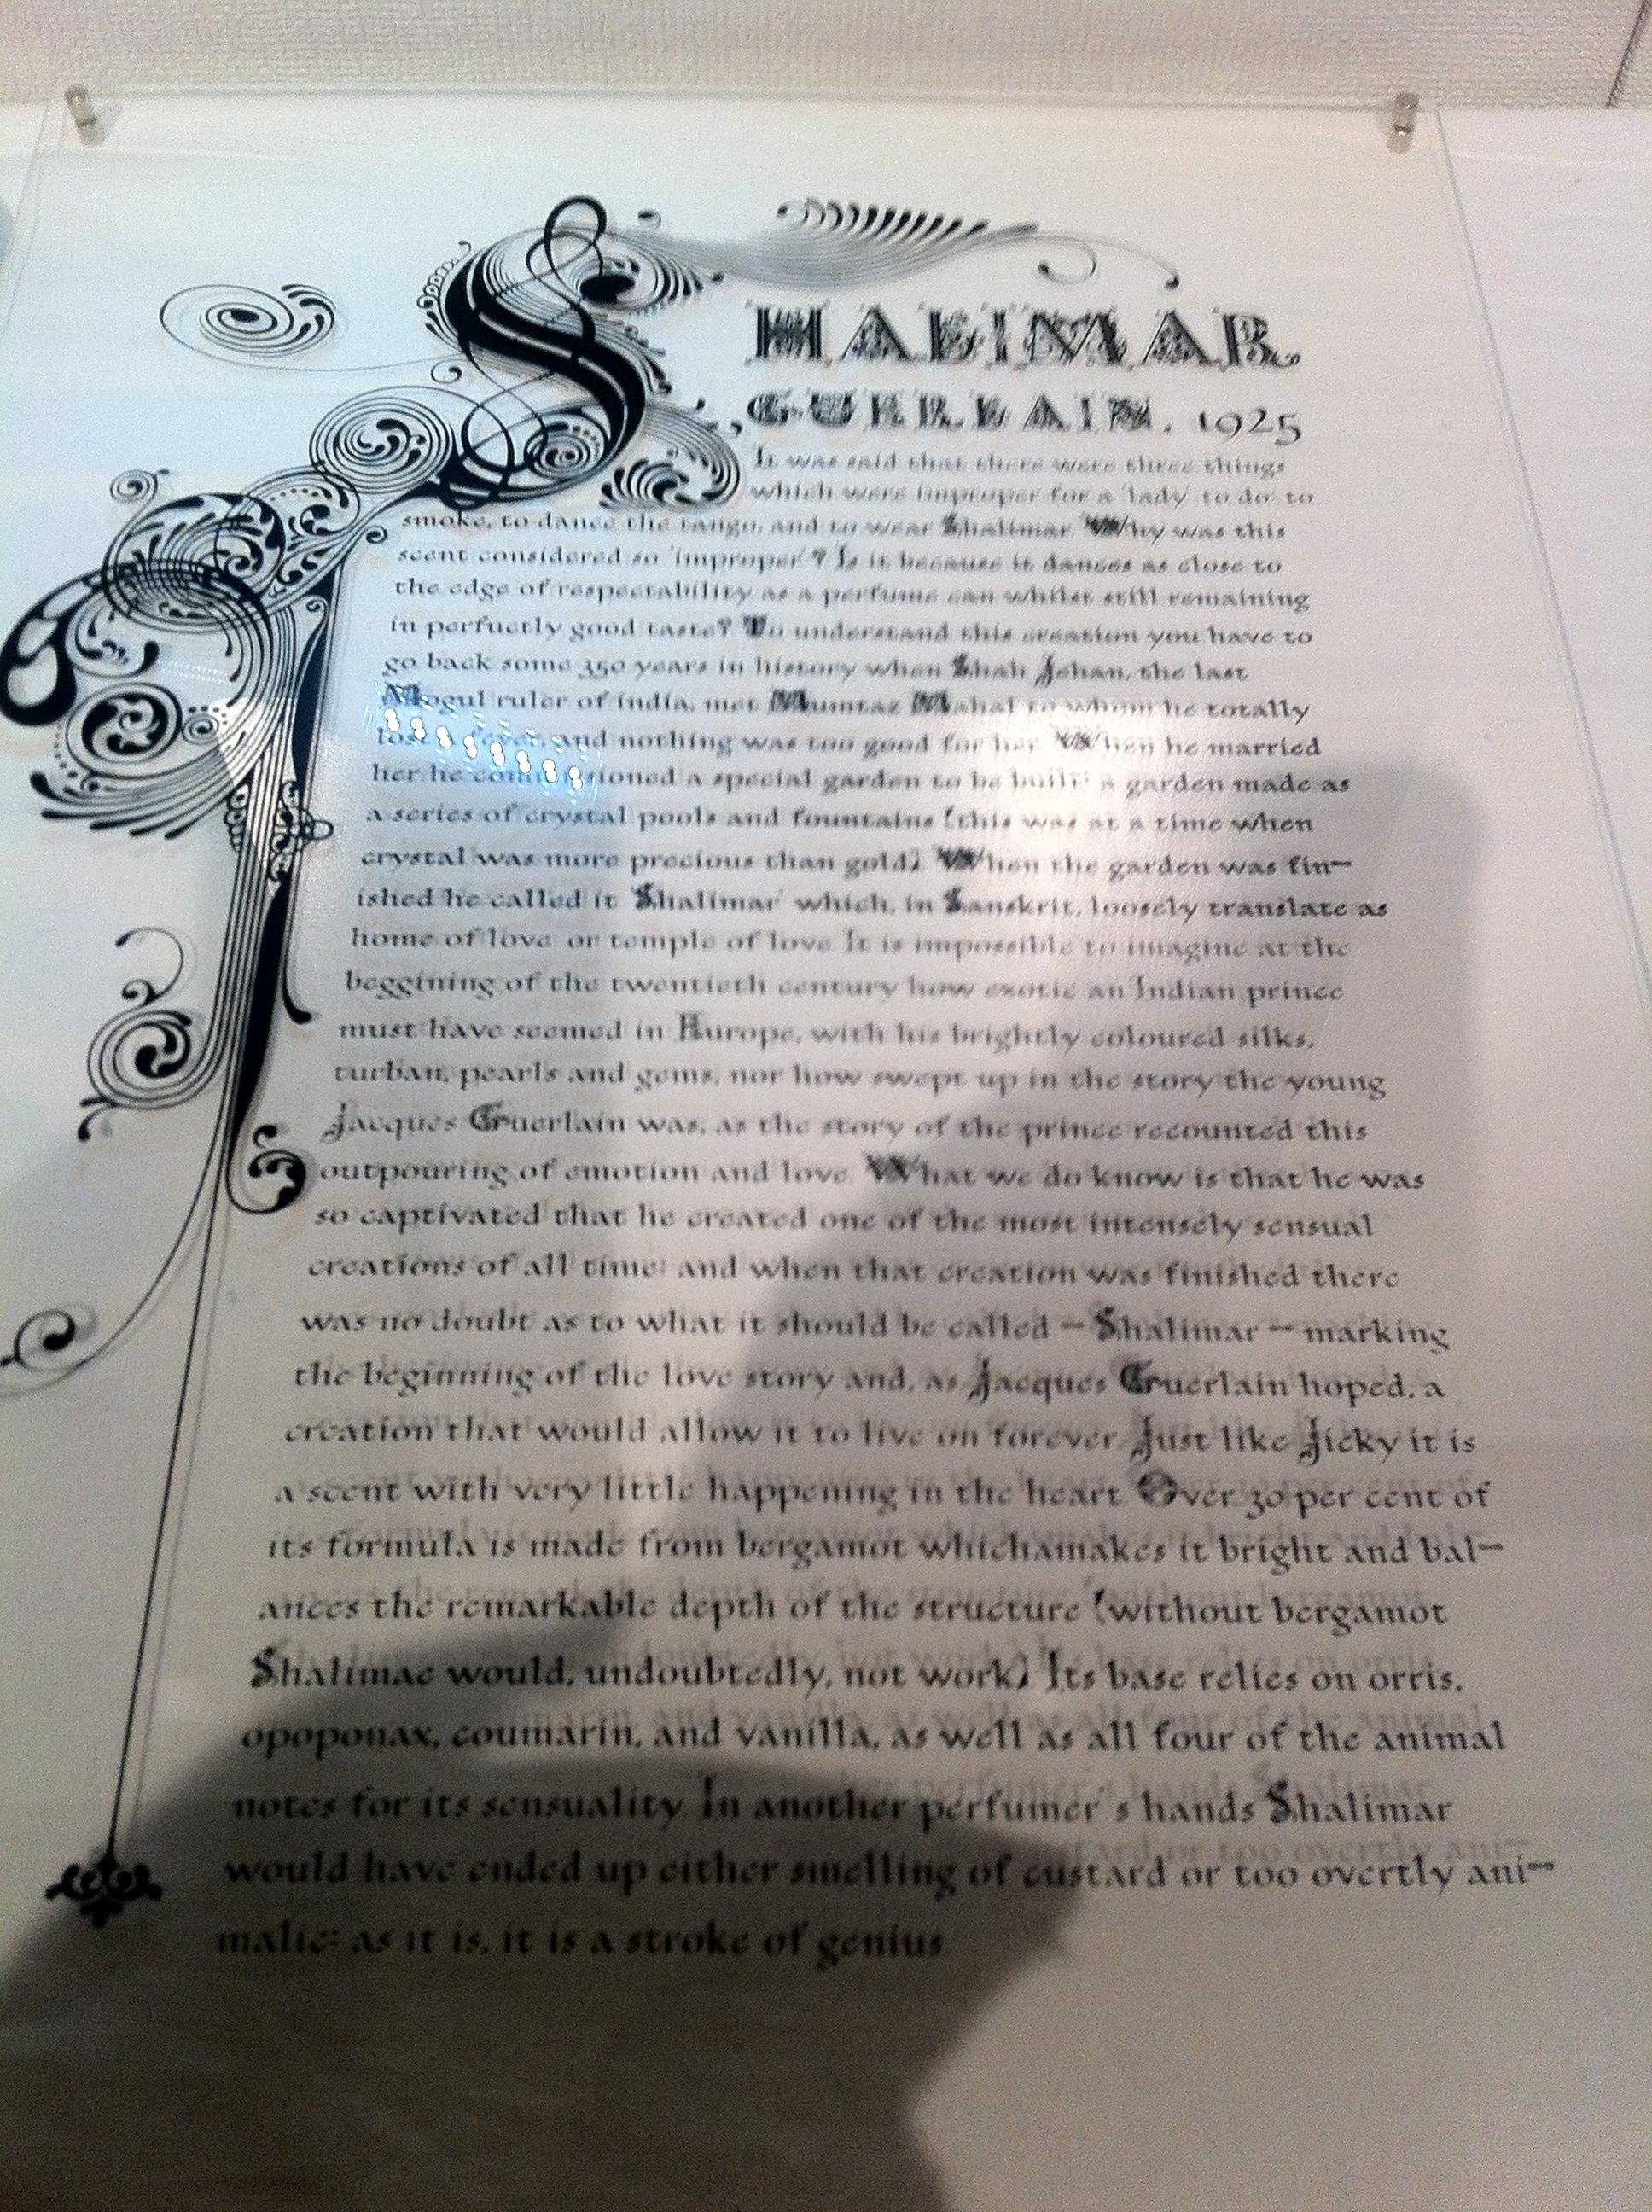 SHALIMAR
GUERLAIN, 1925
It was said that there were three things
which were improper for a 'lady' to do: to
smoke, to dance the tango, and to wear Shalimar. Why was this
scent considered so 'improper'? Is it because it dances as close to
the edge of respectability as a perfume can whilst still remaining
in perfuctly good taste? To understand this creation you have to
go back some 350 years in history when Shah Jehan, the last
Mogul ruler of india, met Mumtaz Mahal to whom he totally
and nothing was too good for her. When he married
her he commissioned a special garden to be built: a garden made as
a series of crystal pools and fountains (this was at a time when
crystal was more precious than gold). When the garden was fin-
ished he called it 'Shalimar' which, in Sanskrit, loosely translate as
home of love or temple of love. It is impossible to imagine at the
beggining of the twentieth century how exotic an Indian prince
must have seemed in Europe, with his brightly coloured silks,
turban, pearls and gems, nor how swept up in the story the young
Jacques Guerlain was, as the story of the prince recounted this
outpouring of emotion and love. What we do know is that he was
so captivated that he created one of the most intensely sensual
creations of all time: and when that creation was finished there
was no doubt as to what it should be called - Shalimar - marking
the beginning of the love story and, as Jacques Guerlain hoped, a
creation that would allow it to live on forever. Just like Jicky it is
a scent with very little happening in the heart. Over 30 per cent of
its formula is made from bergamot whichamakes it bright and bal-
ances the remarkable depth of the structure (without bergamot
Shalimae would, undoubtedly, not work). Its base relies on orris,
opoponax, coumarin, and vanilla, as well as all four of the animal
notes for its sensuality. In another perfumer's hands Shalimar
would have ended up either smelling of custard or too overtly ani-
malic: as it is, it is a stroke of genius.